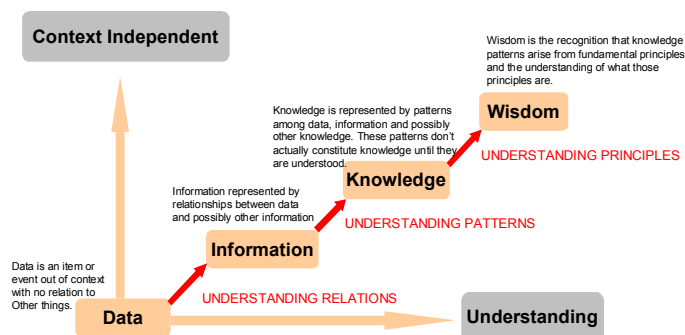 Context Independent
Wisdom is the recognition that knowledge
patterns arise from fundamental principles
and the understanding of what those
principles are.
Wisdom
Knowledge is represented by patterns
among data, information and possibly
other knowledge. These patterns don’t
actually constitute knowledge until they
are understood.
UNDERSTANDING PRINCIPLES
Knowledge
Information represented by
relationships between data
and possibly other information
UNDERSTANDING PATTERNS
Information
Data is an item or
event out of context
with no relation to
Other things.
UNDERSTANDING RELATIONS
Data
Understanding